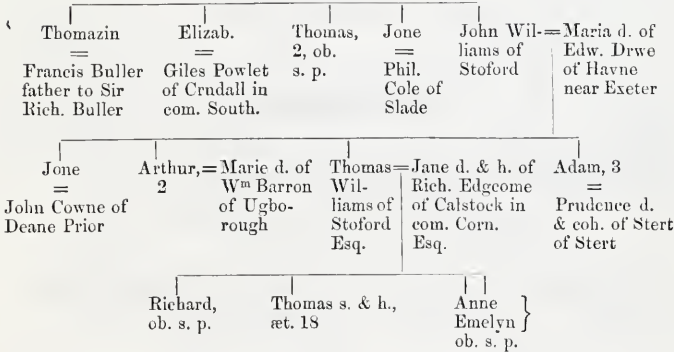 Thomazin
=
Francis Buller
father to Sir
Rich. Buller
Elizab.
=
Giles Powlet
of Crndall in
com. South.
Thomas,
2, ob.
s. p.
Jone
=
Phil.
Cole of
Slade
John Wil-=Maria d. of
liams of Edw. Drwe
Stoford of Havne
near Exeter
Jone
=
John Cowne of
Deane Prior
Arthur,= Marie d. of
2 Wm Barron
of Ugbo-
rough
Thomas=Jane d. & h. of
Wil- Rich. Edgcome
liams of of Calstock in
Stoford com. Corn.
Esq. Esq.
Adam, 3
=
Prudence d.
& coh. of Stert
of Stert
Richard,
ob. s. p.
Thomas s. & h.,
æt. 18
Anne }
Emelyn
ob. s. p.